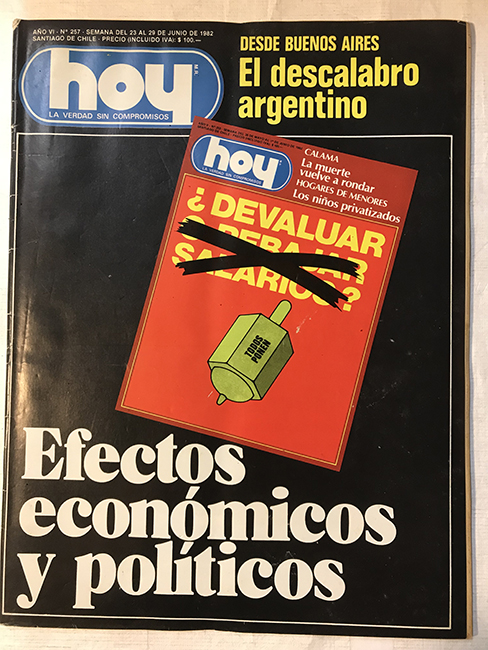 AÑO VI - Nº 257 - SEMANA DEL 23 AL 29 DE JUNIO DE 1982
SANTIAGO DE CHILE - PRECIO (INCLUIDO IVA): $ 100.—
hoy
M.R.
LA VERDAD SIN COMPROMISOS
DESDE BUENOS AIRES
El descalabro
argentino
hoy
LA VERDAD SIN COMPROMISOS
CALAMA
La muerte
vuelve a rondar
HOGARES DE MENORES
Los niños privatizados
¿DEVALUAR
O REBAJAR
SALARIOS?
TODOS
PONEN
Efectos
económicos
y políticos